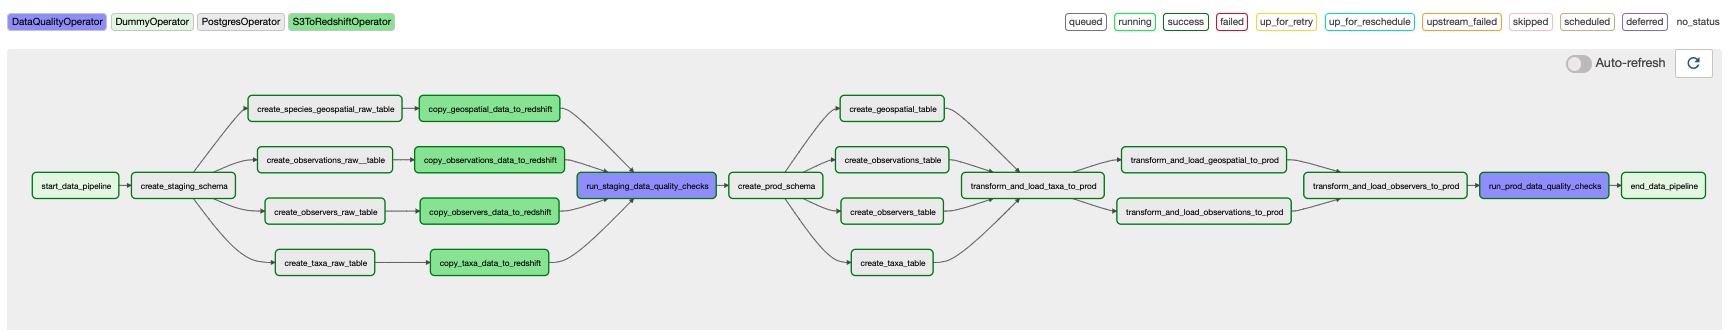 DataQualityOperator DummyOperator PostgresOperator S3ToRedshiftOperator queued running success failed up_for_retry up_for_reschedule upstream_failed skipped scheduled deferred no_status
Auto-refresh
create_species_geospatial_raw_table copy_geospatial_data_to_redshift create_geospatial_table
create_observations_raw__table copy_observations_data_to_redshift create_observations_table transform_and_load_geospatial_to_prod
start_data_pipeline create_staging_schema run_staging_data_quality_checks create_prod_schema transform_and_load_taxa_to_prod transform_and_load_observers_to_prod run_prod_data_quality_checks end_data_pipeline
create_observers_raw_table copy_observers_data_to_redshift create_observers_table transform_and_load_observations_to_prod
create_taxa_raw_table copy_taxa_data_to_redshift create_taxa_table